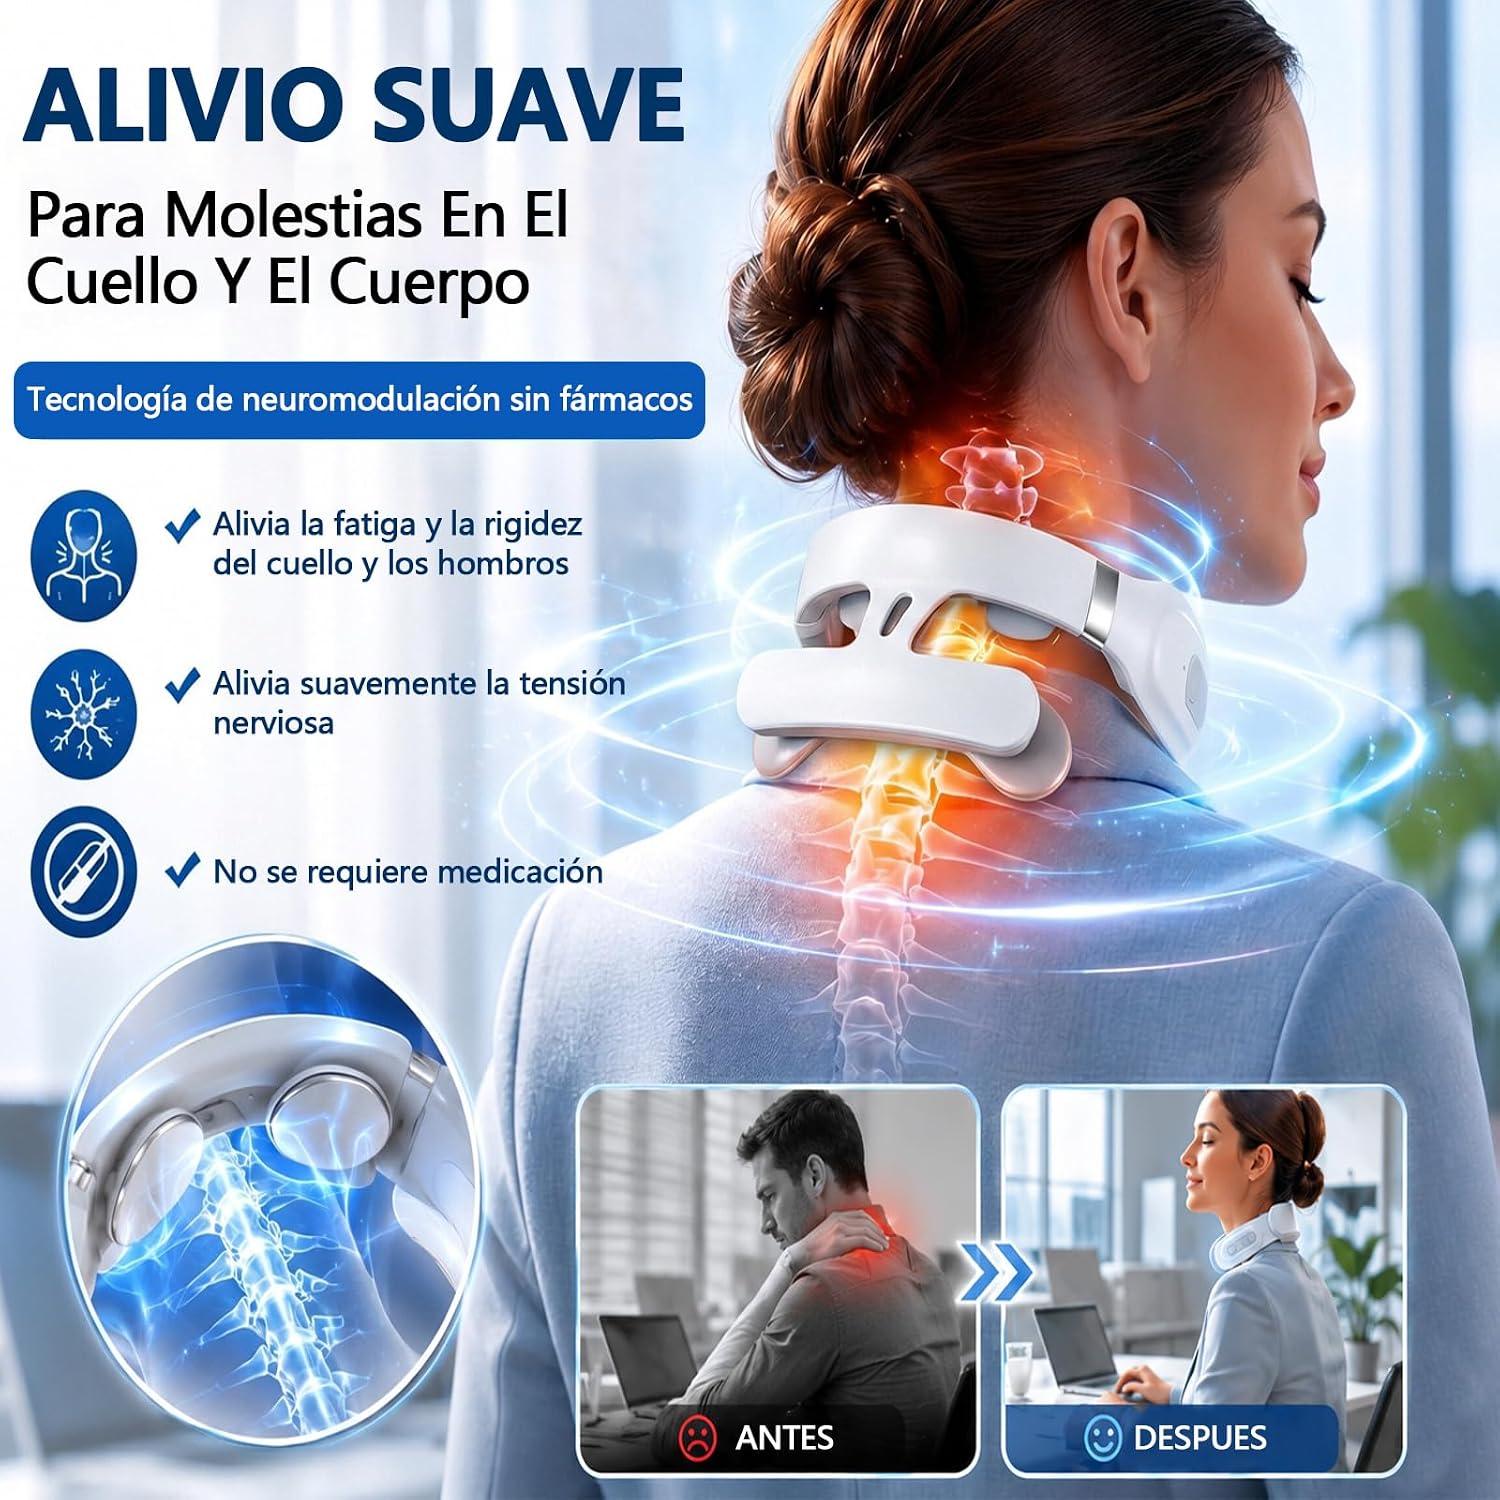 ALIVIO SUAVE
Para Molestias En El
Cuello Y El Cuerpo
Tecnología de neuromodulación sin fármacos
Alivia la fatiga y la rigidez
del cuello y los hombros
Alivia suavemente la tensión
nerviosa
No se requiere medicación
ANTES
DESPUES